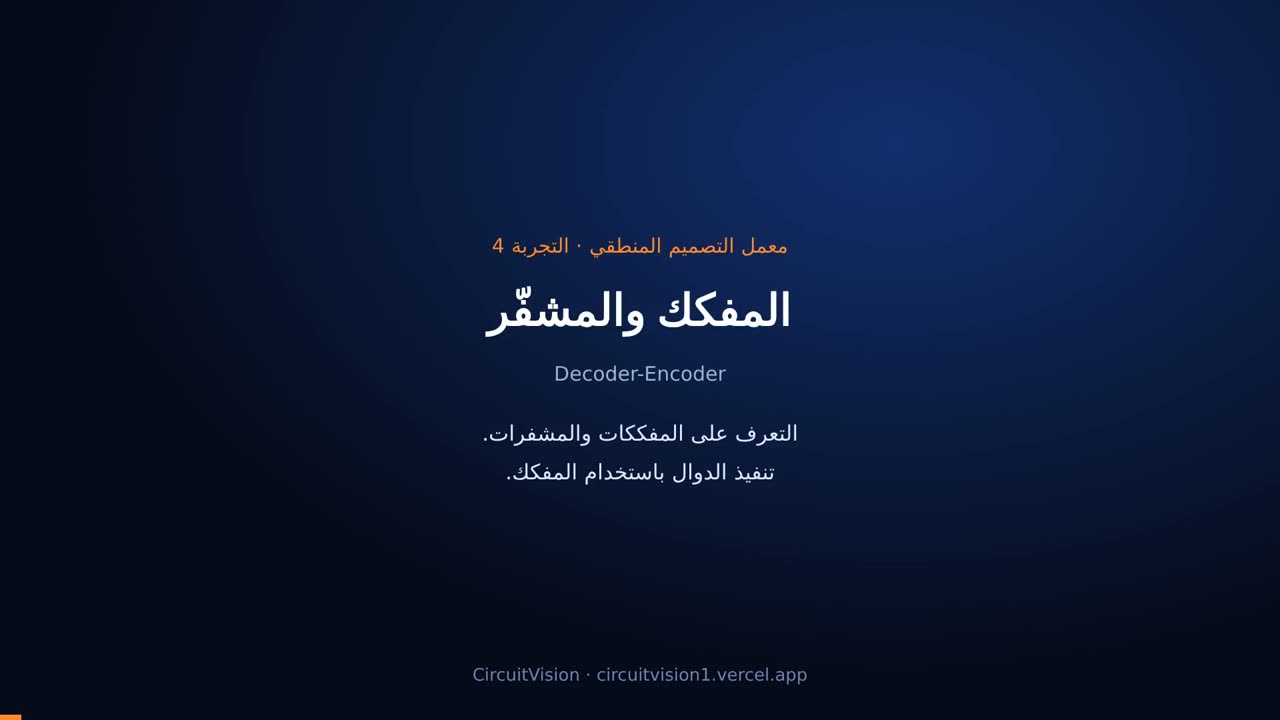 معمل التصميم المنطقي · التجربة 4
المفكك والمشفّر
Decoder-Encoder
التعرف على المفككات والمشفرات.
تنفيذ الدوال باستخدام المفكك.
CircuitVision · circuitvision1.vercel.app